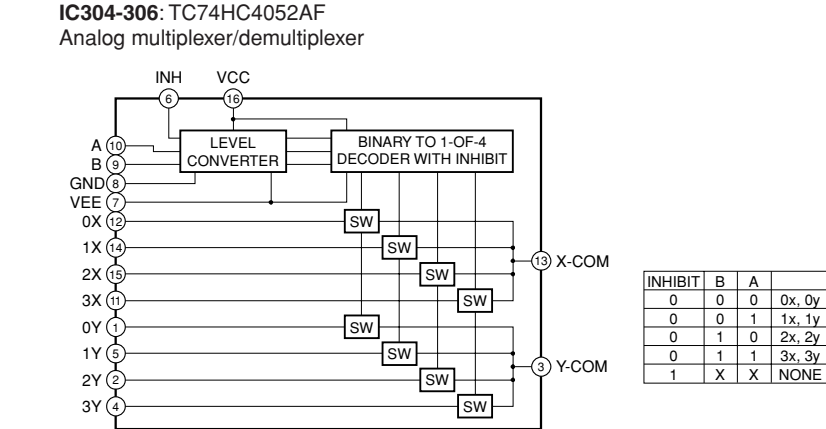 IC304-306: TC74HC4052AF
Analog multiplexer/demultiplexer
INH VCC
6 16
A 10 LEVEL CONVERTER BINARY TO 1-OF-4 DECODER WITH INHIBIT
B 9
GND 8
VEE 7
0X 12 SW
1X 14 SW
13 X-COM
2X 15 SW
3X 11 SW
0Y 1 SW
1Y 5 SW
3 Y-COM
2Y 2 SW
3Y 4 SW
INHIBIT B A
0 0 0 0x, 0y
0 0 1 1x, 1y
0 1 0 2x, 2y
0 1 1 3x, 3y
1 X X NONE